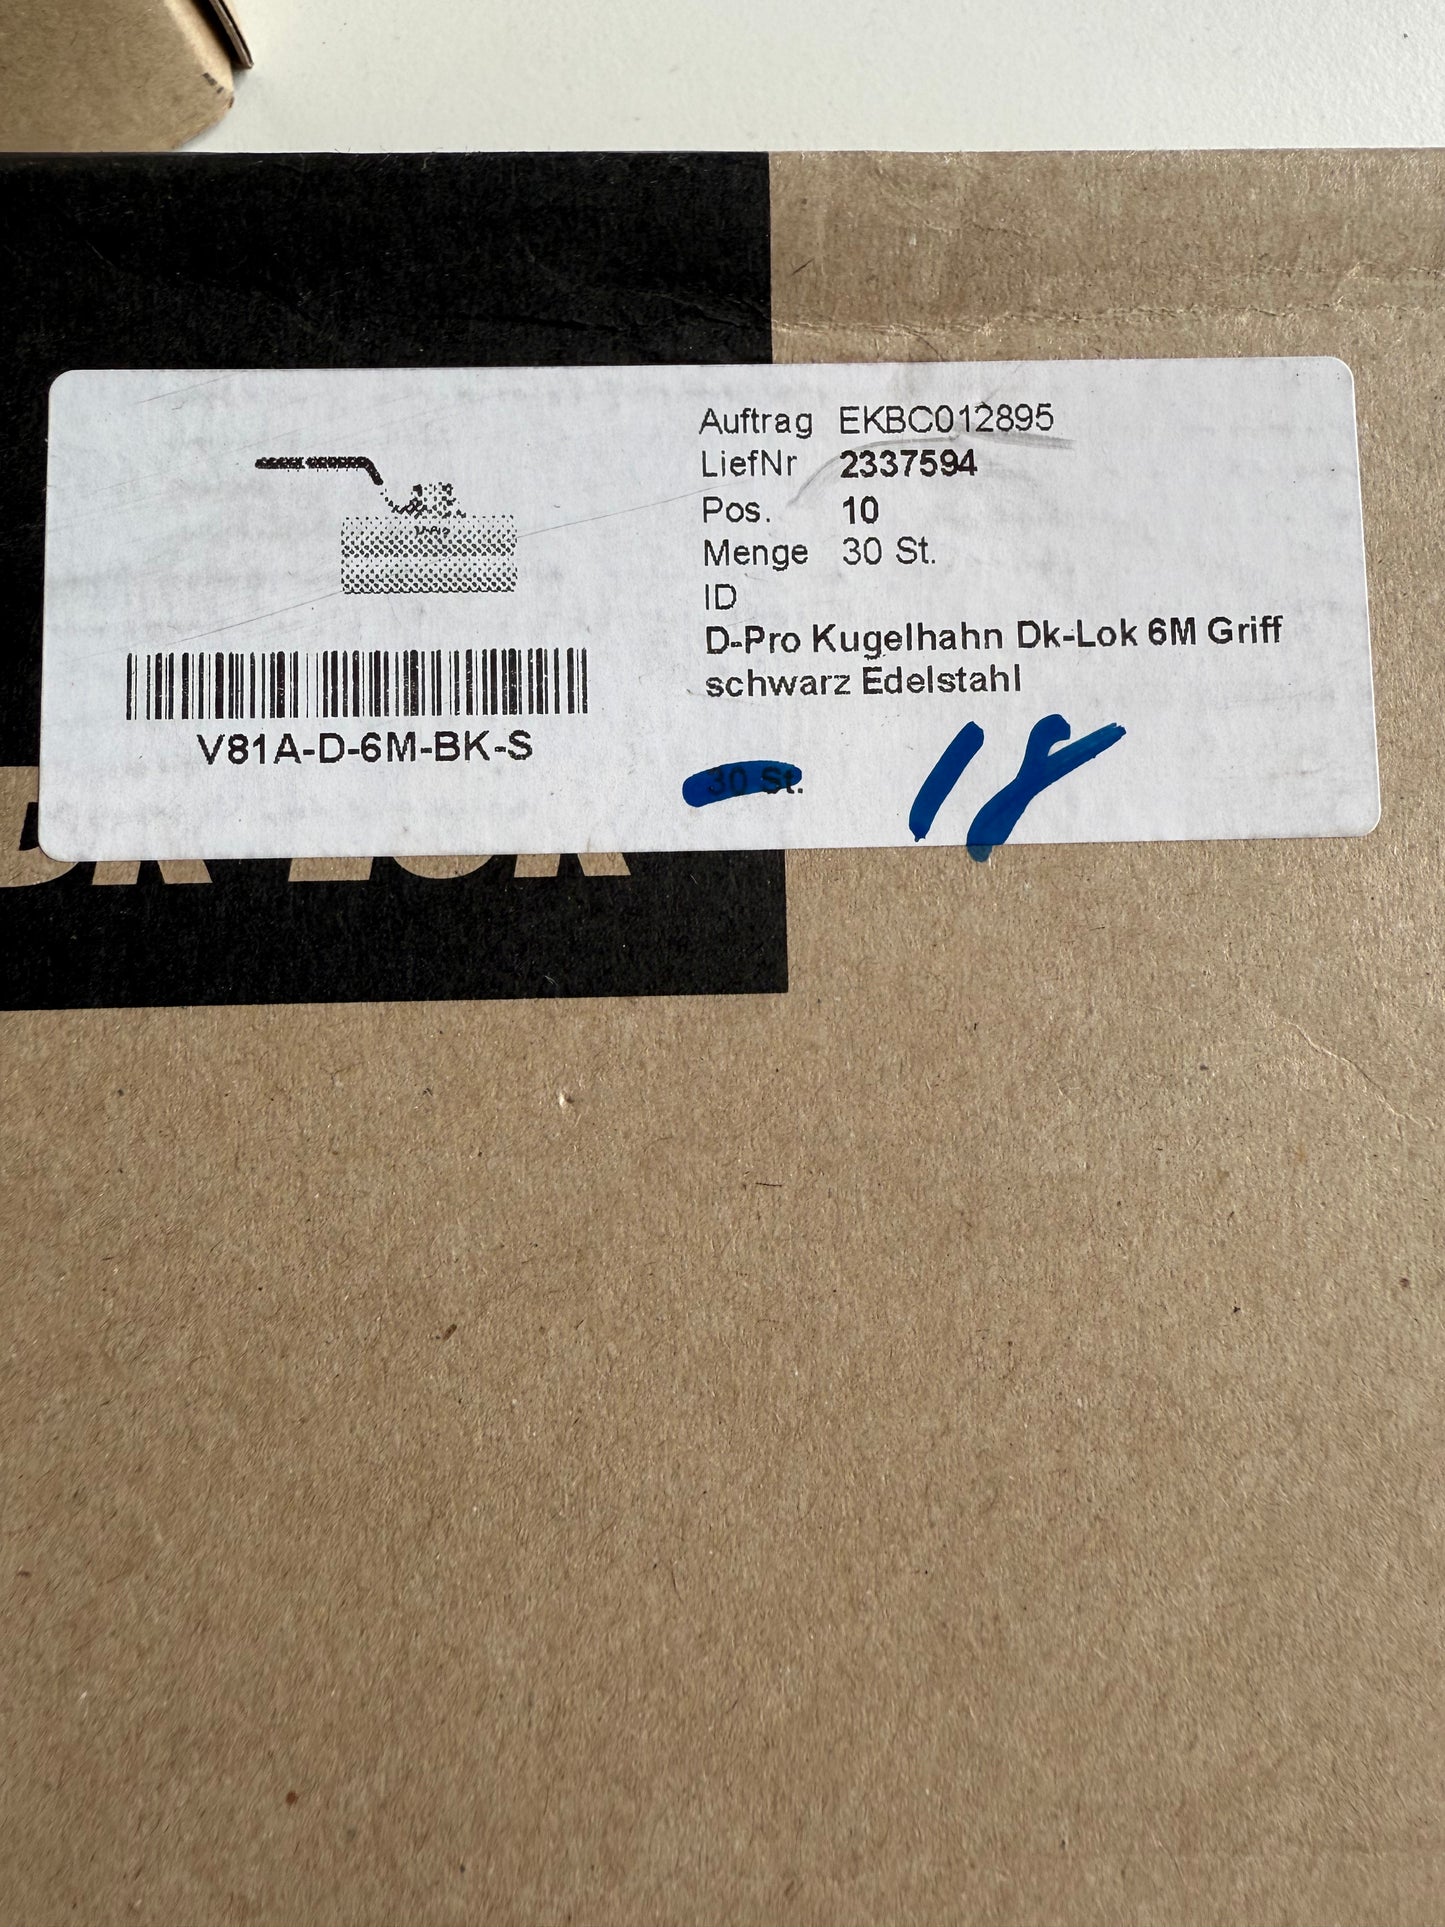 Auftrag EKBC012895
LiefNr 2337594
Pos. 10
Menge 30 St.
ID
D-Pro Kugelhahn Dk-Lok 6M Griff
schwarz Edelstahl
V81A-D-6M-BK-S
30 St.
18